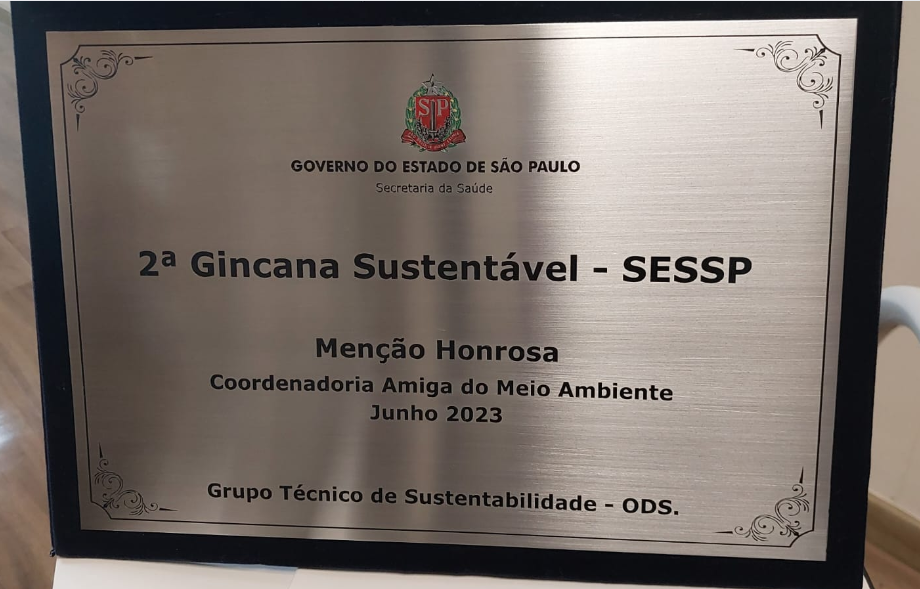 SP
GOVERNO DO ESTADO DE SÃO PAULO
Secretaria da Saúde
2ª Gincana Sustentável - SESSP
Menção Honrosa
Coordenadoria Amiga do Meio Ambiente
Junho 2023
Grupo Técnico de Sustentabilidade - ODS.